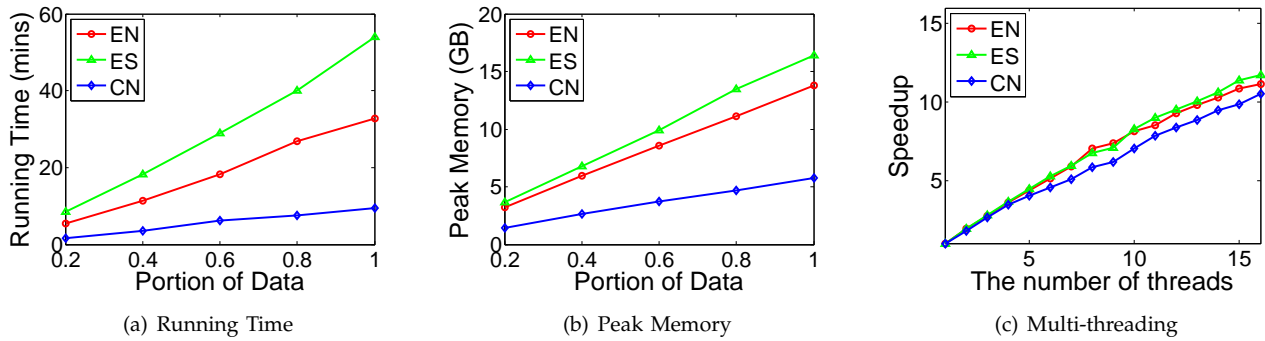 60
40
20
0
0.2
0.4
0.6
0.8
1
Running Time (mins)
Portion of Data
EN
ES
CN
(a) Running Time
20
15
10
5
0
0.2
0.4
0.6
0.8
1
Peak Memory (GB)
Portion of Data
EN
ES
CN
(b) Peak Memory
15
10
5
5
10
15
Speedup
The number of threads
EN
ES
CN
(c) Multi-threading